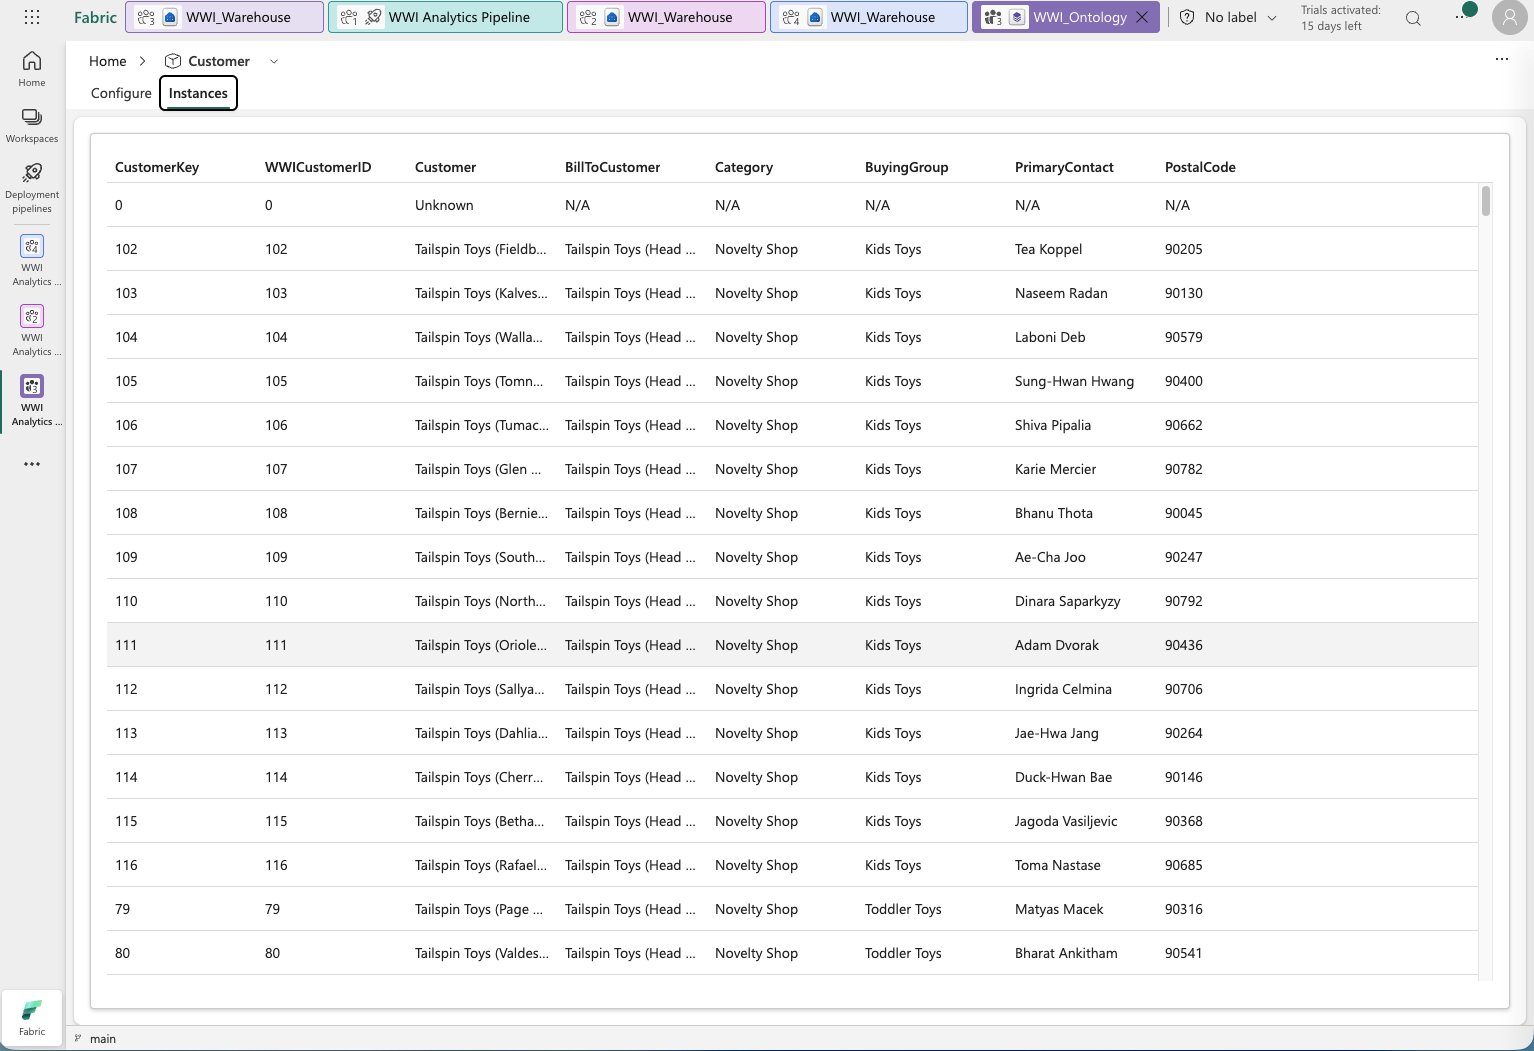 Fabric
3 WWI_Warehouse
1 WWI Analytics Pipeline
2 WWI_Warehouse
4 WWI_Warehouse
3 WWI_Ontology
No label
Trials activated:
15 days left
Home
Workspaces
Deployment
pipelines
4
WWI
Analytics ...
2
WWI
Analytics ...
3
WWI
Analytics ...
Fabric
Home > Customer
Configure Instances
CustomerKey WWICustomerID Customer BillToCustomer Category BuyingGroup PrimaryContact PostalCode
0 0 Unknown N/A N/A N/A N/A N/A
102 102 Tailspin Toys (Fieldb... Tailspin Toys (Head ... Novelty Shop Kids Toys Tea Koppel 90205
103 103 Tailspin Toys (Kalves... Tailspin Toys (Head ... Novelty Shop Kids Toys Naseem Radan 90130
104 104 Tailspin Toys (Walla... Tailspin Toys (Head ... Novelty Shop Kids Toys Laboni Deb 90579
105 105 Tailspin Toys (Tomn... Tailspin Toys (Head ... Novelty Shop Kids Toys Sung-Hwan Hwang 90400
106 106 Tailspin Toys (Tumac... Tailspin Toys (Head ... Novelty Shop Kids Toys Shiva Pipalia 90662
107 107 Tailspin Toys (Glen ... Tailspin Toys (Head ... Novelty Shop Kids Toys Karie Mercier 90782
108 108 Tailspin Toys (Bernie... Tailspin Toys (Head ... Novelty Shop Kids Toys Bhanu Thota 90045
109 109 Tailspin Toys (South... Tailspin Toys (Head ... Novelty Shop Kids Toys Ae-Cha Joo 90247
110 110 Tailspin Toys (North... Tailspin Toys (Head ... Novelty Shop Kids Toys Dinara Saparkyzy 90792
111 111 Tailspin Toys (Oriole... Tailspin Toys (Head ... Novelty Shop Kids Toys Adam Dvorak 90436
112 112 Tailspin Toys (Sallya... Tailspin Toys (Head ... Novelty Shop Kids Toys Ingrida Celmina 90706
113 113 Tailspin Toys (Dahlia... Tailspin Toys (Head ... Novelty Shop Kids Toys Jae-Hwa Jang 90264
114 114 Tailspin Toys (Cherr... Tailspin Toys (Head ... Novelty Shop Kids Toys Duck-Hwan Bae 90146
115 115 Tailspin Toys (Betha... Tailspin Toys (Head ... Novelty Shop Kids Toys Jagoda Vasiljevic 90368
116 116 Tailspin Toys (Rafael... Tailspin Toys (Head ... Novelty Shop Kids Toys Toma Nastase 90685
79 79 Tailspin Toys (Page ... Tailspin Toys (Head ... Novelty Shop Toddler Toys Matyas Macek 90316
80 80 Tailspin Toys (Valdes... Tailspin Toys (Head ... Novelty Shop Toddler Toys Bharat Ankitham 90541
main